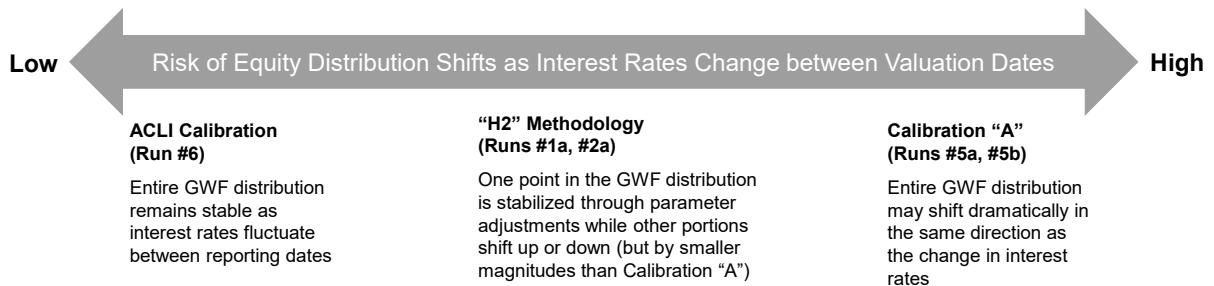 Low
Risk of Equity Distribution Shifts as Interest Rates Change between Valuation Dates
High
ACLI Calibration
(Run #6)
Entire GWF distribution
remains stable as
interest rates fluctuate
between reporting dates
“H2” Methodology
(Runs #1a, #2a)
One point in the GWF distribution
is stabilized through parameter
adjustments while other portions
shift up or down (but by smaller
magnitudes than Calibration “A”)
Calibration “A”
(Runs #5a, #5b)
Entire GWF distribution
may shift dramatically in
the same direction as
the change in interest
rates